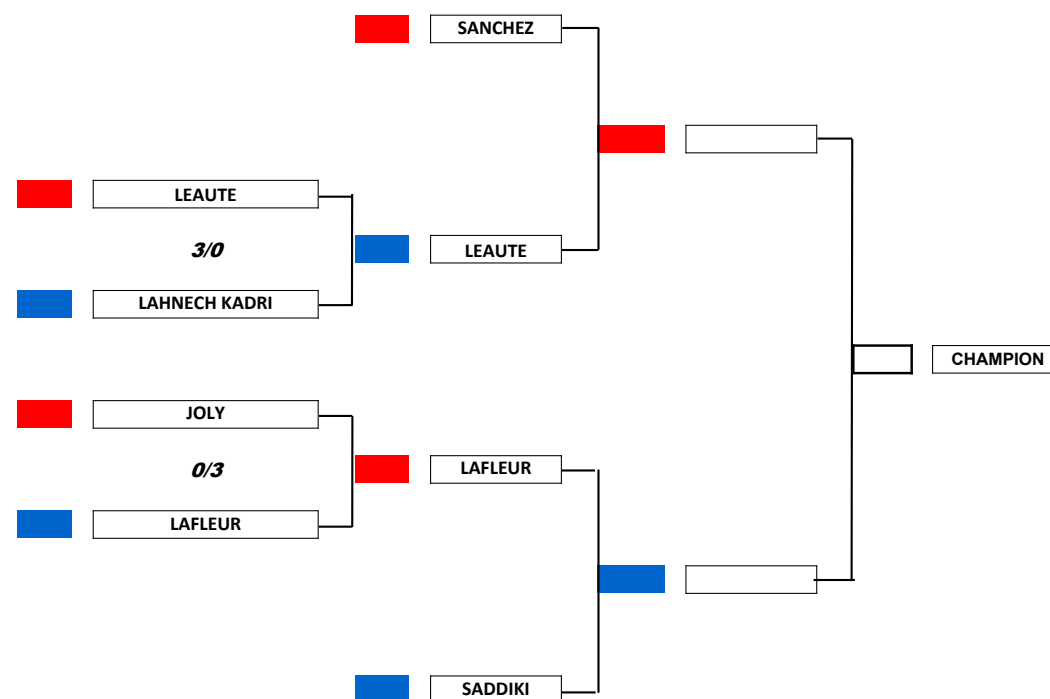 SANCHEZ
LEAUTE
3/0
LEAUTE
LAHNECH KADRI
CHAMPION
JOLY
0/3
LAFLEUR
LAFLEUR
SADDIKI